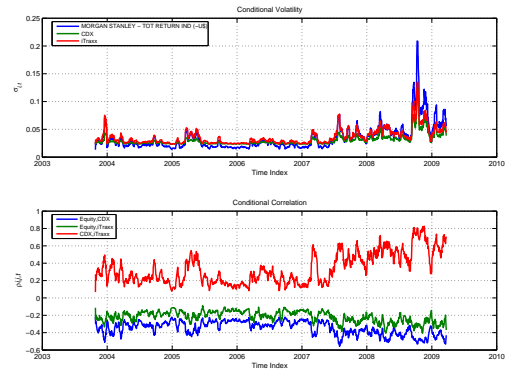 Conditional Volatility
0.25
0.2
0.15
0.1
0.05
0
σi,t
MORGAN STANLEY – TOT RETURN IND (~U$)
CDX
iTraxx
2003 2004 2005 2006 2007 2008 2009 2010
Time Index
Conditional Correlation
1
0.8
0.6
0.4
0.2
0
−0.2
−0.4
−0.6
Equity,CDX
Equity,iTraxx
CDX,iTraxx
2003 2004 2005 2006 2007 2008 2009 2010
Time Index